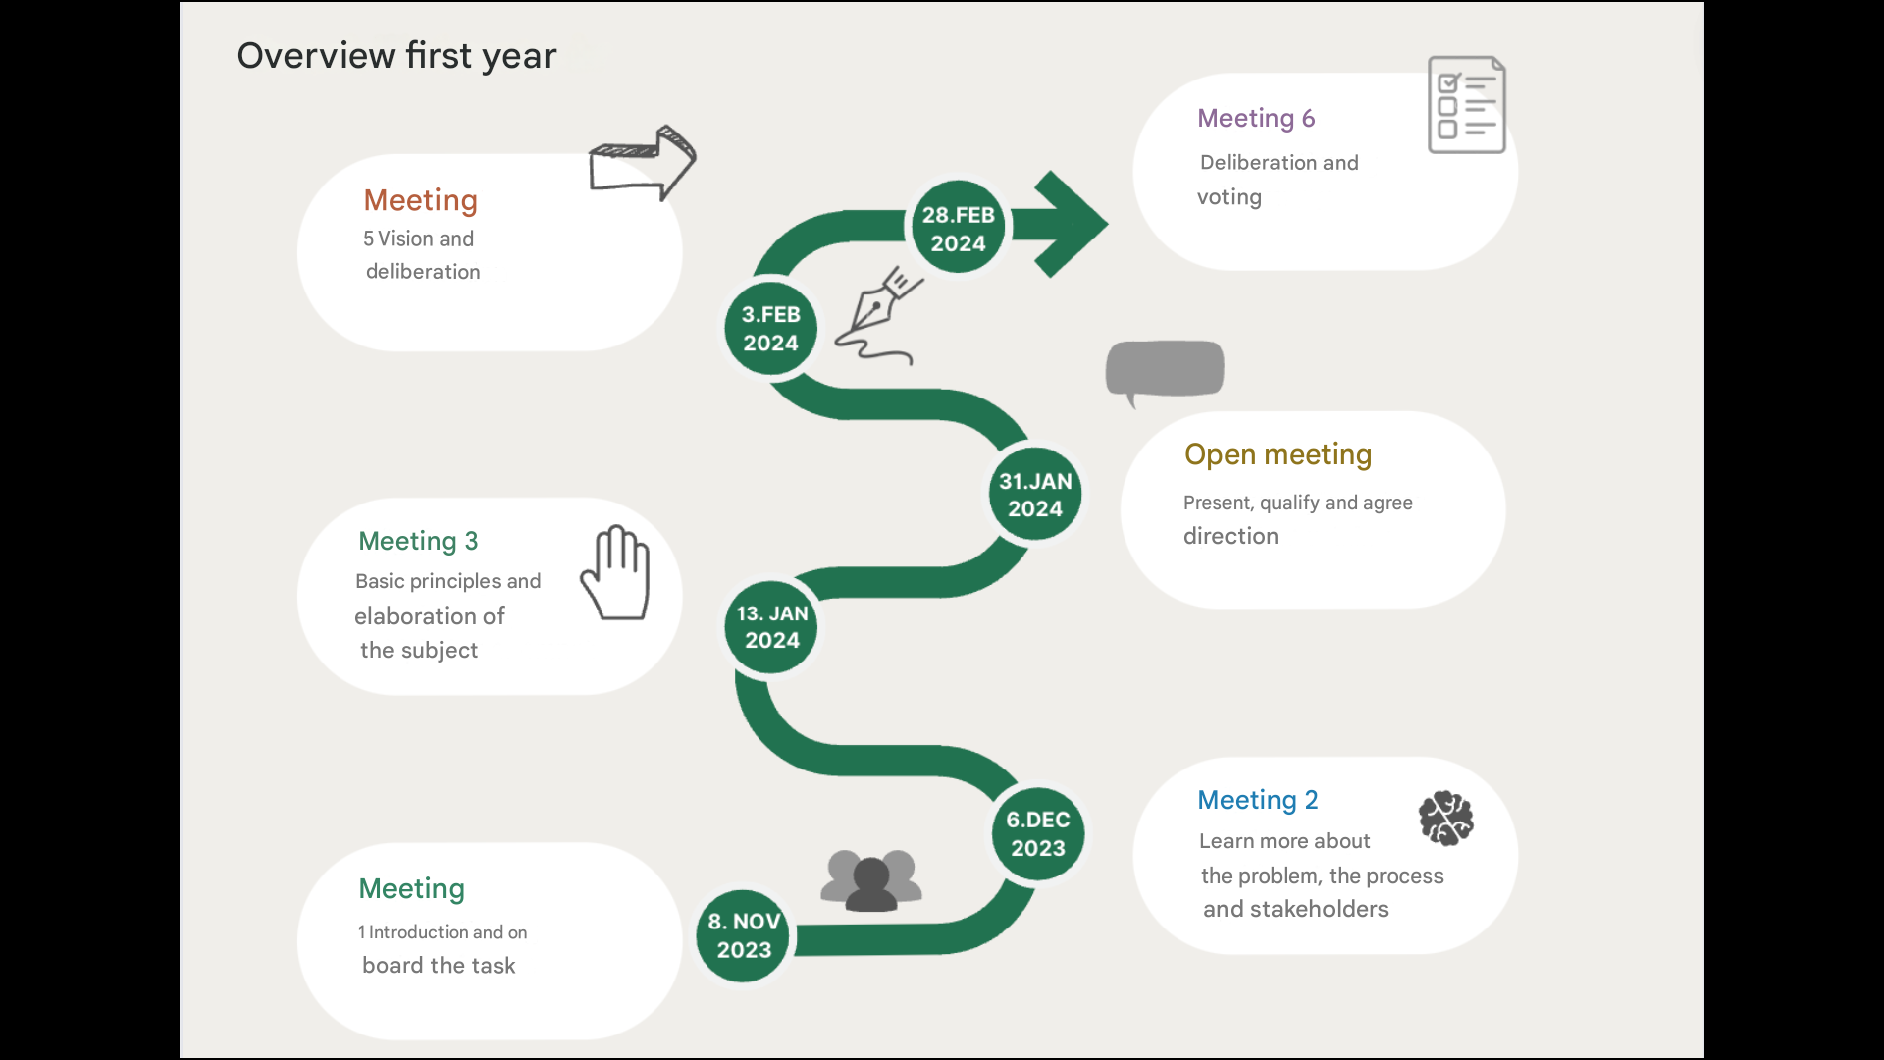 Overview first year
Meeting
5 Vision and
deliberation
28.FEB
2024
Meeting 6
Deliberation and
voting
3.FEB
2024
31.JAN
2024
Open meeting
Present, qualify and agree
direction
Meeting 3
Basic principles and
elaboration of
the subject
13. JAN
2024
6.DEC
2023
Meeting 2
Learn more about
the problem, the process
and stakeholders
Meeting
1 Introduction and on
board the task
8. NOV
2023